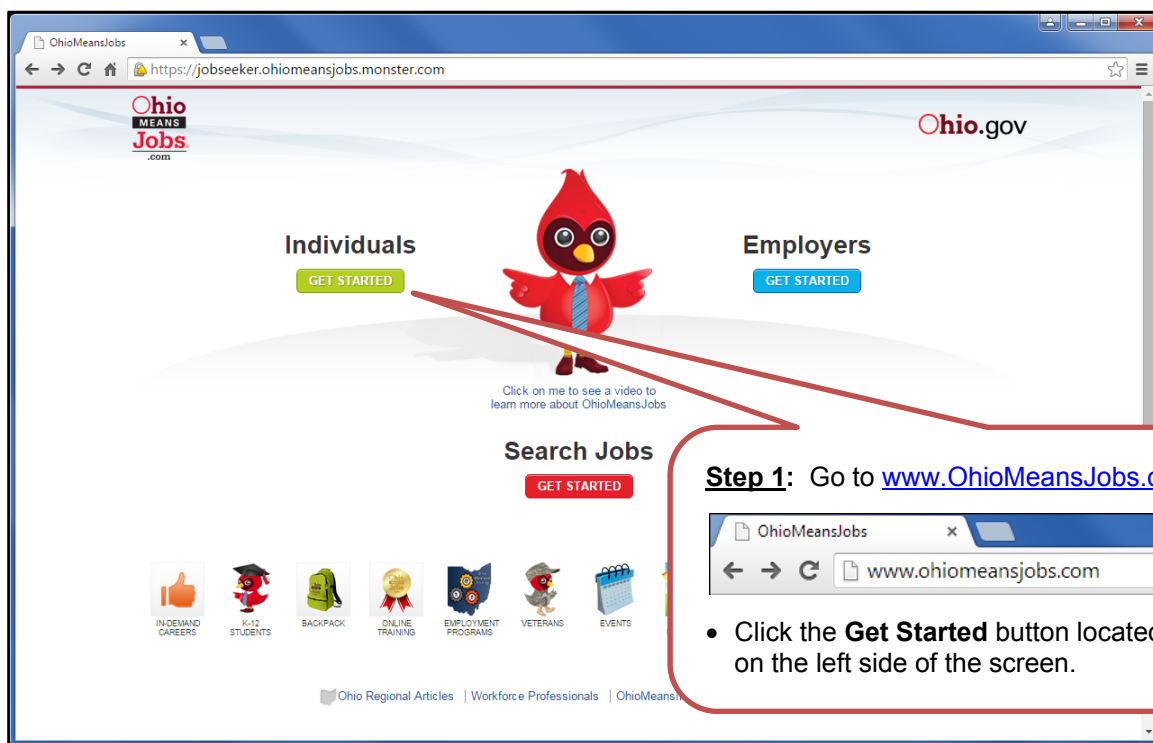 OhioMeansJobs
https://jobseeker.ohiomeansjobs.monster.com
Ohio
MEANS
Jobs.
.com
Ohio.gov
Individuals
GET STARTED
Employers
GET STARTED
Click on me to see a video to
learn more about OhioMeansJobs
Search Jobs
GET STARTED
IN-DEMAND
CAREERS
K-12
STUDENTS
BACKPACK
ONLINE
TRAINING
EMPLOYMENT
PROGRAMS
VETERANS
EVENTS
Ohio Regional Articles | Workforce Professionals |
Step 1: Go to www.OhioMeansJobs.c
OhioMeansJobs
www.ohiomeansjobs.com
• Click the Get Started button located
on the left side of the screen.